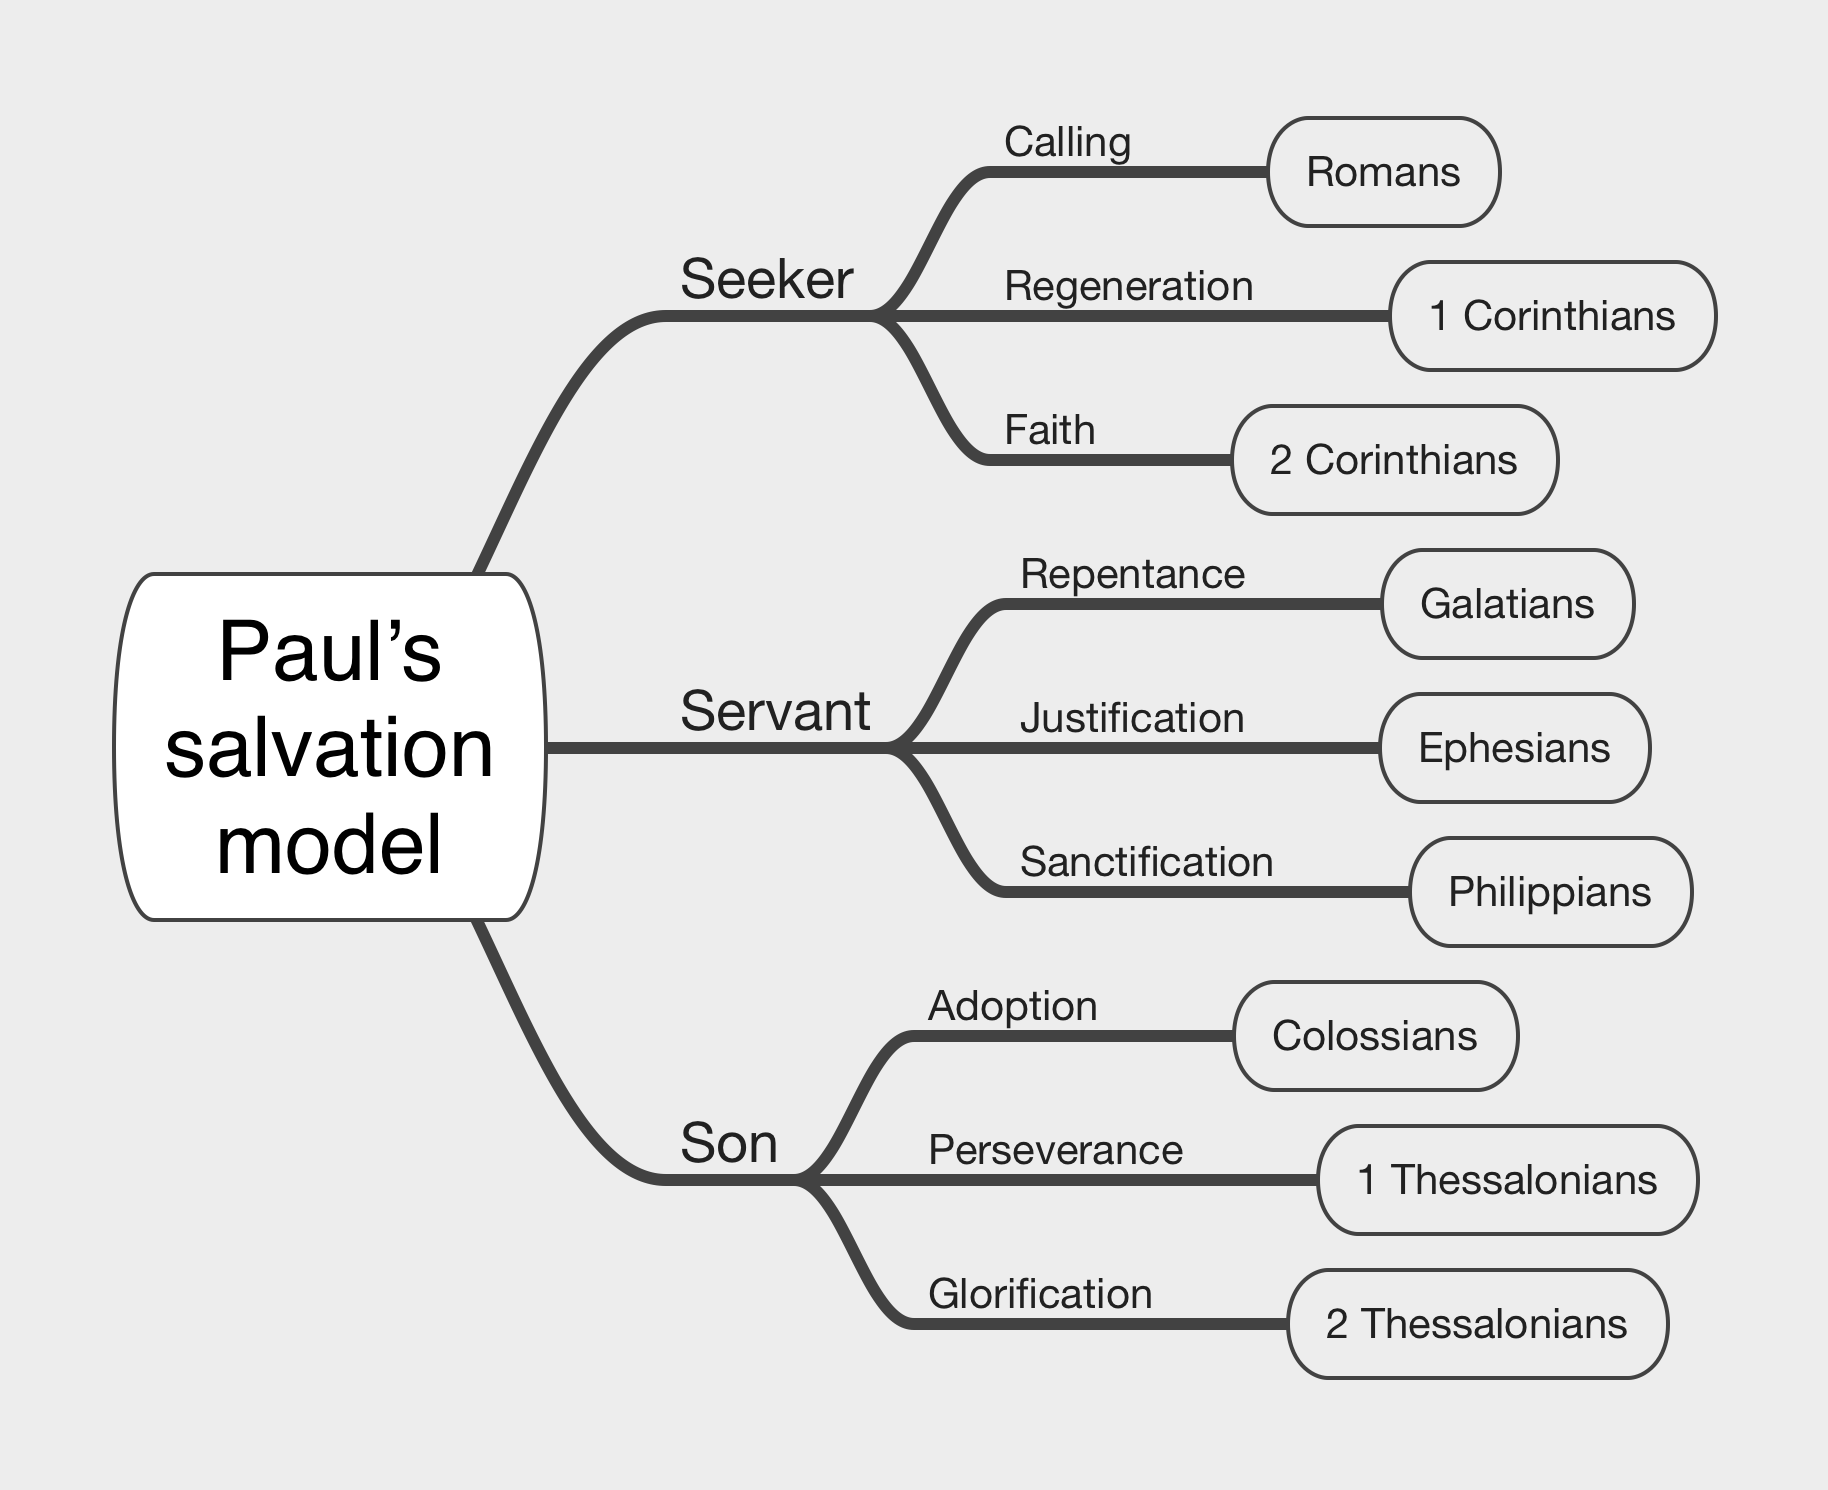 Paul’s
salvation
model
Seeker
Calling
Romans
Regeneration
1 Corinthians
Faith
2 Corinthians
Servant
Repentance
Galatians
Justification
Ephesians
Sanctification
Philippians
Son
Adoption
Colossians
Perseverance
1 Thessalonians
Glorification
2 Thessalonians